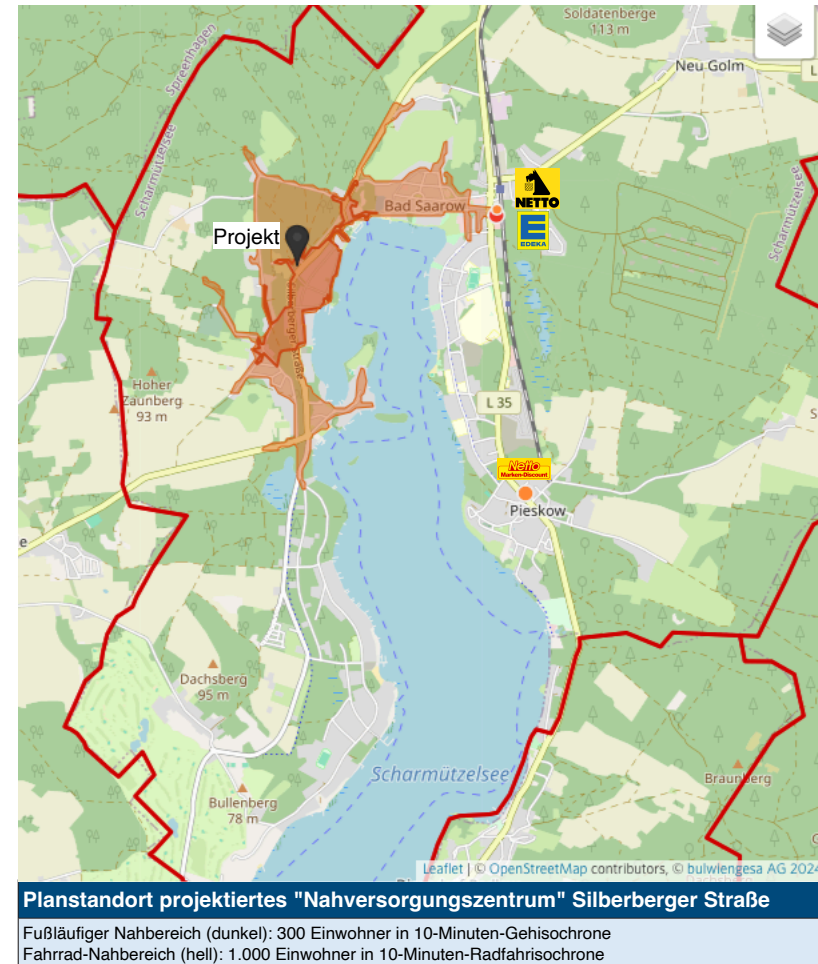 Soldatenberge
113 m
Spreenhagen
Neu Golm
L
Scharmützelsee
Scharmützelsee
NETTO
Bad Saarow
EDEKA
Projekt
Silberberger Straße
Hoher
Zaunberg
93 m
L 35
S
Netto
Marken-Discount
Pieskow
e
Dachsberg
95 m
Scharmützelsee
Braunberg
Bullenberg
78 m
Leaflet | © OpenStreetMap contributors, © bulwiengesa AG 2024
Planstandort projektiertes "Nahversorgungszentrum" Silberberger Straße
Fußläufiger Nahbereich (dunkel): 300 Einwohner in 10-Minuten-Gehisochrone
Fahrrad-Nahbereich (hell): 1.000 Einwohner in 10-Minuten-Radfahrisochrone